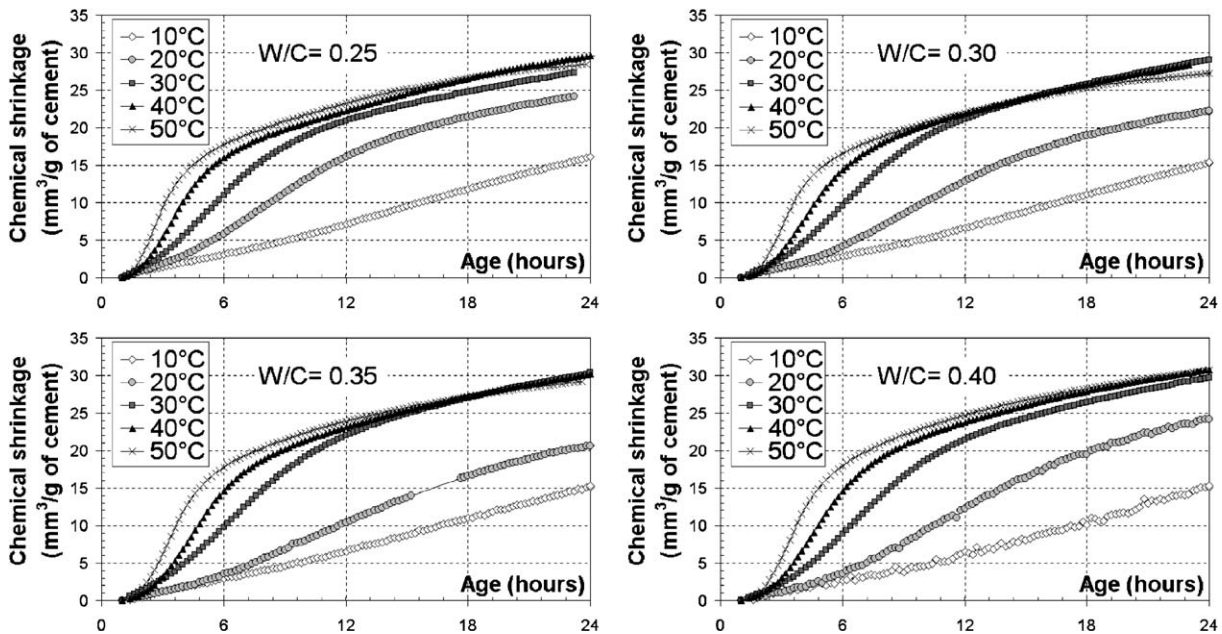 Chemical shrinkage
(mm³/g of cement)
35
30
25
20
15
10
5
0
10°C
20°C
30°C
40°C
50°C
W/C= 0.25
Age (hours)
0
6
12
18
24
Chemical shrinkage
(mm³/g of cement)
35
30
25
20
15
10
5
0
10°C
20°C
30°C
40°C
50°C
W/C= 0.30
Age (hours)
0
6
12
18
24
Chemical shrinkage
(mm³/g of cement)
35
30
25
20
15
10
5
0
10°C
20°C
30°C
40°C
50°C
W/C= 0.35
Age (hours)
0
6
12
18
24
Chemical shrinkage
(mm³/g of cement)
35
30
25
20
15
10
5
0
10°C
20°C
30°C
40°C
50°C
W/C= 0.40
Age (hours)
0
6
12
18
24